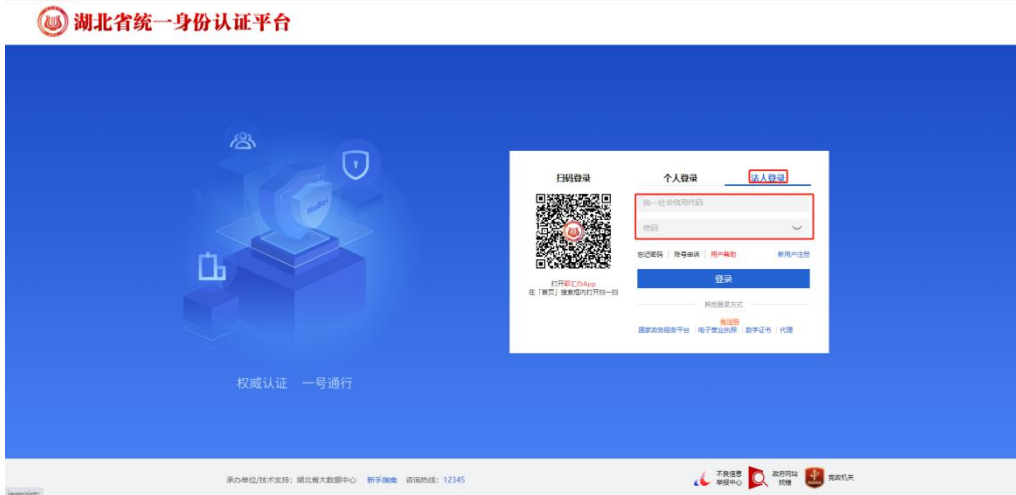 湖北省统一身份认证平台
HuBei
权威认证 一号通行
扫码登录
打开鄂汇办App
在「首页」搜索框内打开扫一扫
个人登录 法人登录
统一社会信用代码
密码
忘记密码 账号申诉 用户帮助 新用户注册
登录
其他登录方式
免注册
国家政务服务平台 电子营业执照 数字证书 代理
承办单位/技术支持：湖北省大数据中心 新手指南 咨询热线：12345
不良信息
举报中心
政府网站
找错
党政机关
javascript: